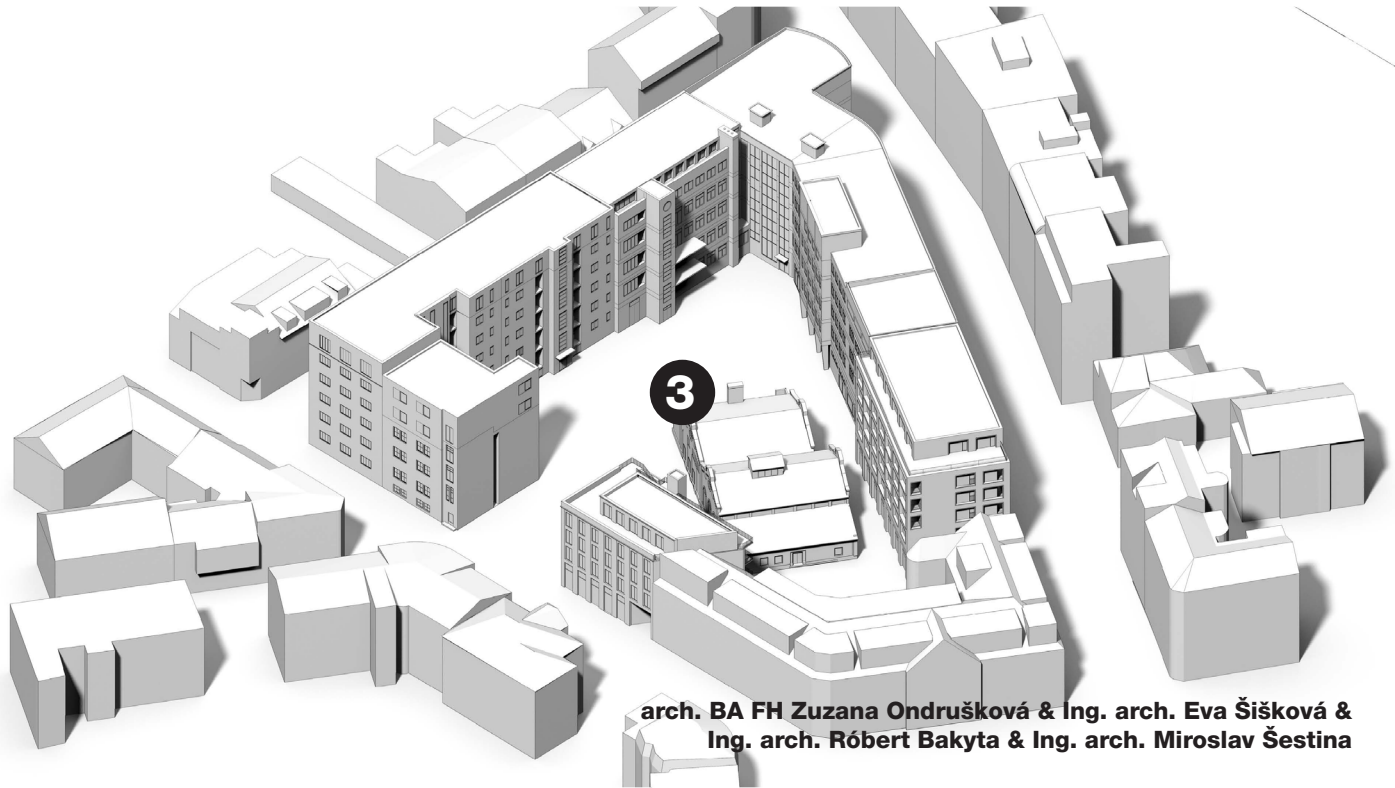 3
arch. BA FH Zuzana Ondrušková & Ing. arch. Eva Šišková &
Ing. arch. Róbert Bakyta & Ing. arch. Miroslav Šestina